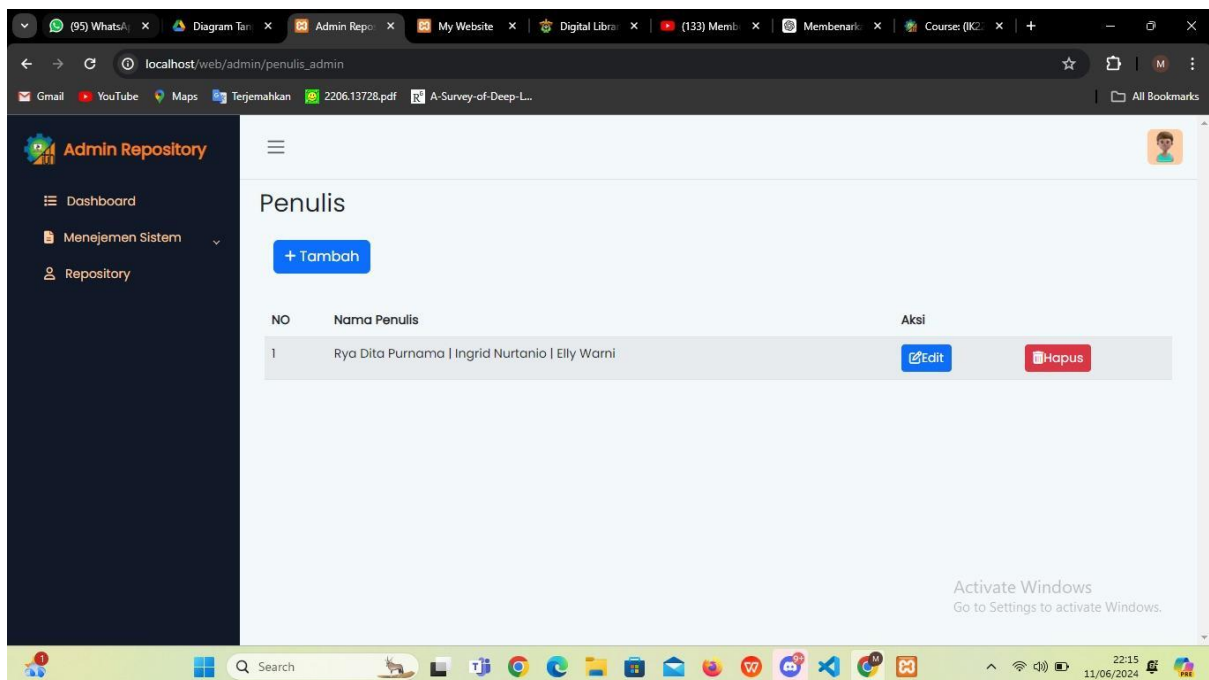 (95) WhatsA
Diagram Tan
Admin Repo
My Website
Digital Librar
(133) Memb
Membenark
Course: (IK2
localhost/web/admin/penulis_admin
M
Gmail
YouTube
Maps
Terjemahkan
2206.13728.pdf
A-Survey-of-Deep-L...
All Bookmarks
Admin Repository
Dashboard
Menejemen Sistem
Repository
Penulis
+ Tambah
NO Nama Penulis Aksi
1 Rya Dita Purnama | Ingrid Nurtanio | Elly Warni Edit Hapus
Activate Windows
Go to Settings to activate Windows.
1
Search
9+
M
22:15
11/06/2024
PRE